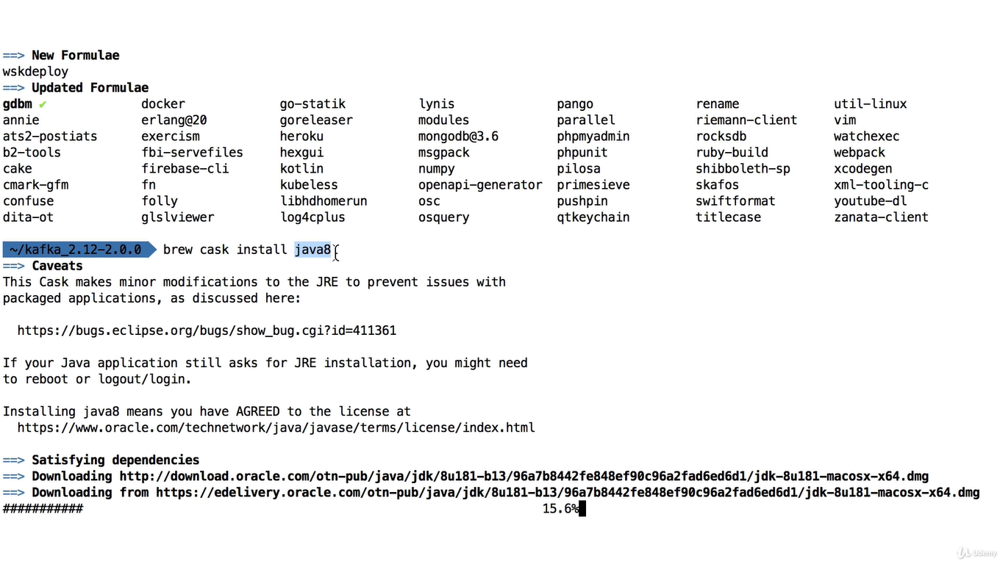 ==> New Formulae
wskdeploy
==> Updated Formulae
gdbm ✔ docker go-statik lynis pango rename util-linux
annie erlang@20 goreleaser modules parallel riemann-client vim
ats2-postiats exercism heroku mongodb@3.6 phpmyadmin rocksdb watchexec
b2-tools fbi-servefiles hexgui msgpack phpunit ruby-build webpack
cake firebase-cli kotlin numpy pilosa shibboleth-sp xcodegen
cmark-gfm fn kubeless openapi-generator primesieve skafos xml-tooling-c
confuse folly libhdhomerun osc pushpin swiftformat youtube-dl
dita-ot glslviewer log4cplus osquery qtkeychain titlecase zanata-client
~/kafka_2.12-2.0.0 brew cask install java8
==> Caveats
This Cask makes minor modifications to the JRE to prevent issues with
packaged applications, as discussed here:
https://bugs.eclipse.org/bugs/show_bug.cgi?id=411361
If your Java application still asks for JRE installation, you might need
to reboot or logout/login.
Installing java8 means you have AGREED to the license at
https://www.oracle.com/technetwork/java/javase/terms/license/index.html
==> Satisfying dependencies
==> Downloading http://download.oracle.com/otn-pub/java/jdk/8u181-b13/96a7b8442fe848ef90c96a2fad6ed6d1/jdk-8u181-macosx-x64.dmg
==> Downloading from https://edelivery.oracle.com/otn-pub/java/jdk/8u181-b13/96a7b8442fe848ef90c96a2fad6ed6d1/jdk-8u181-macosx-x64.dmg
########### 15.6%
Udemy